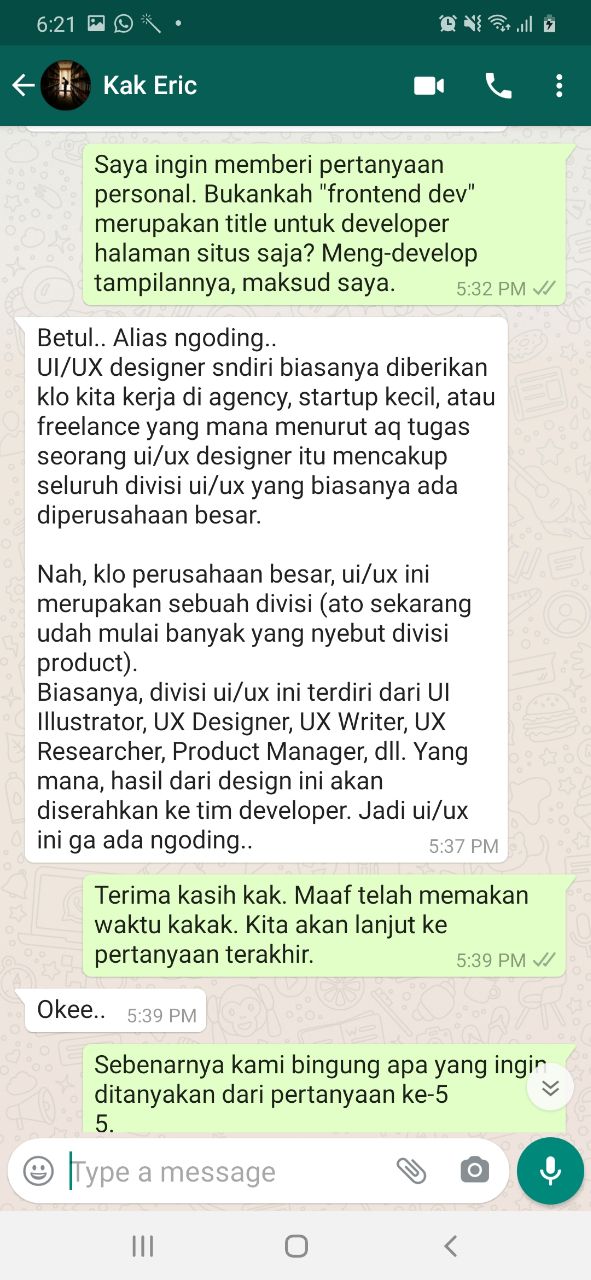 6:21
Kak Eric
Saya ingin memberi pertanyaan
personal. Bukankah "frontend dev"
merupakan title untuk developer
halaman situs saja? Meng-develop
tampilannya, maksud saya.
5:32 PM
Betul.. Alias ngoding..
UI/UX designer sndiri biasanya diberikan
klo kita kerja di agency, startup kecil, atau
freelance yang mana menurut aq tugas
seorang ui/ux designer itu mencakup
seluruh divisi ui/ux yang biasanya ada
diperusahaan besar.
Nah, klo perusahaan besar, ui/ux ini
merupakan sebuah divisi (ato sekarang
udah mulai banyak yang nyebut divisi
product).
Biasanya, divisi ui/ux ini terdiri dari UI
Illustrator, UX Designer, UX Writer, UX
Researcher, Product Manager, dll. Yang
mana, hasil dari design ini akan
diserahkan ke tim developer. Jadi ui/ux
ini ga ada ngoding..
5:37 PM
Terima kasih kak. Maaf telah memakan
waktu kakak. Kita akan lanjut ke
pertanyaan terakhir.
5:39 PM
Okee..
5:39 PM
Sebenarnya kami bingung apa yang ingin
ditanyakan dari pertanyaan ke-5
5.
Type a message